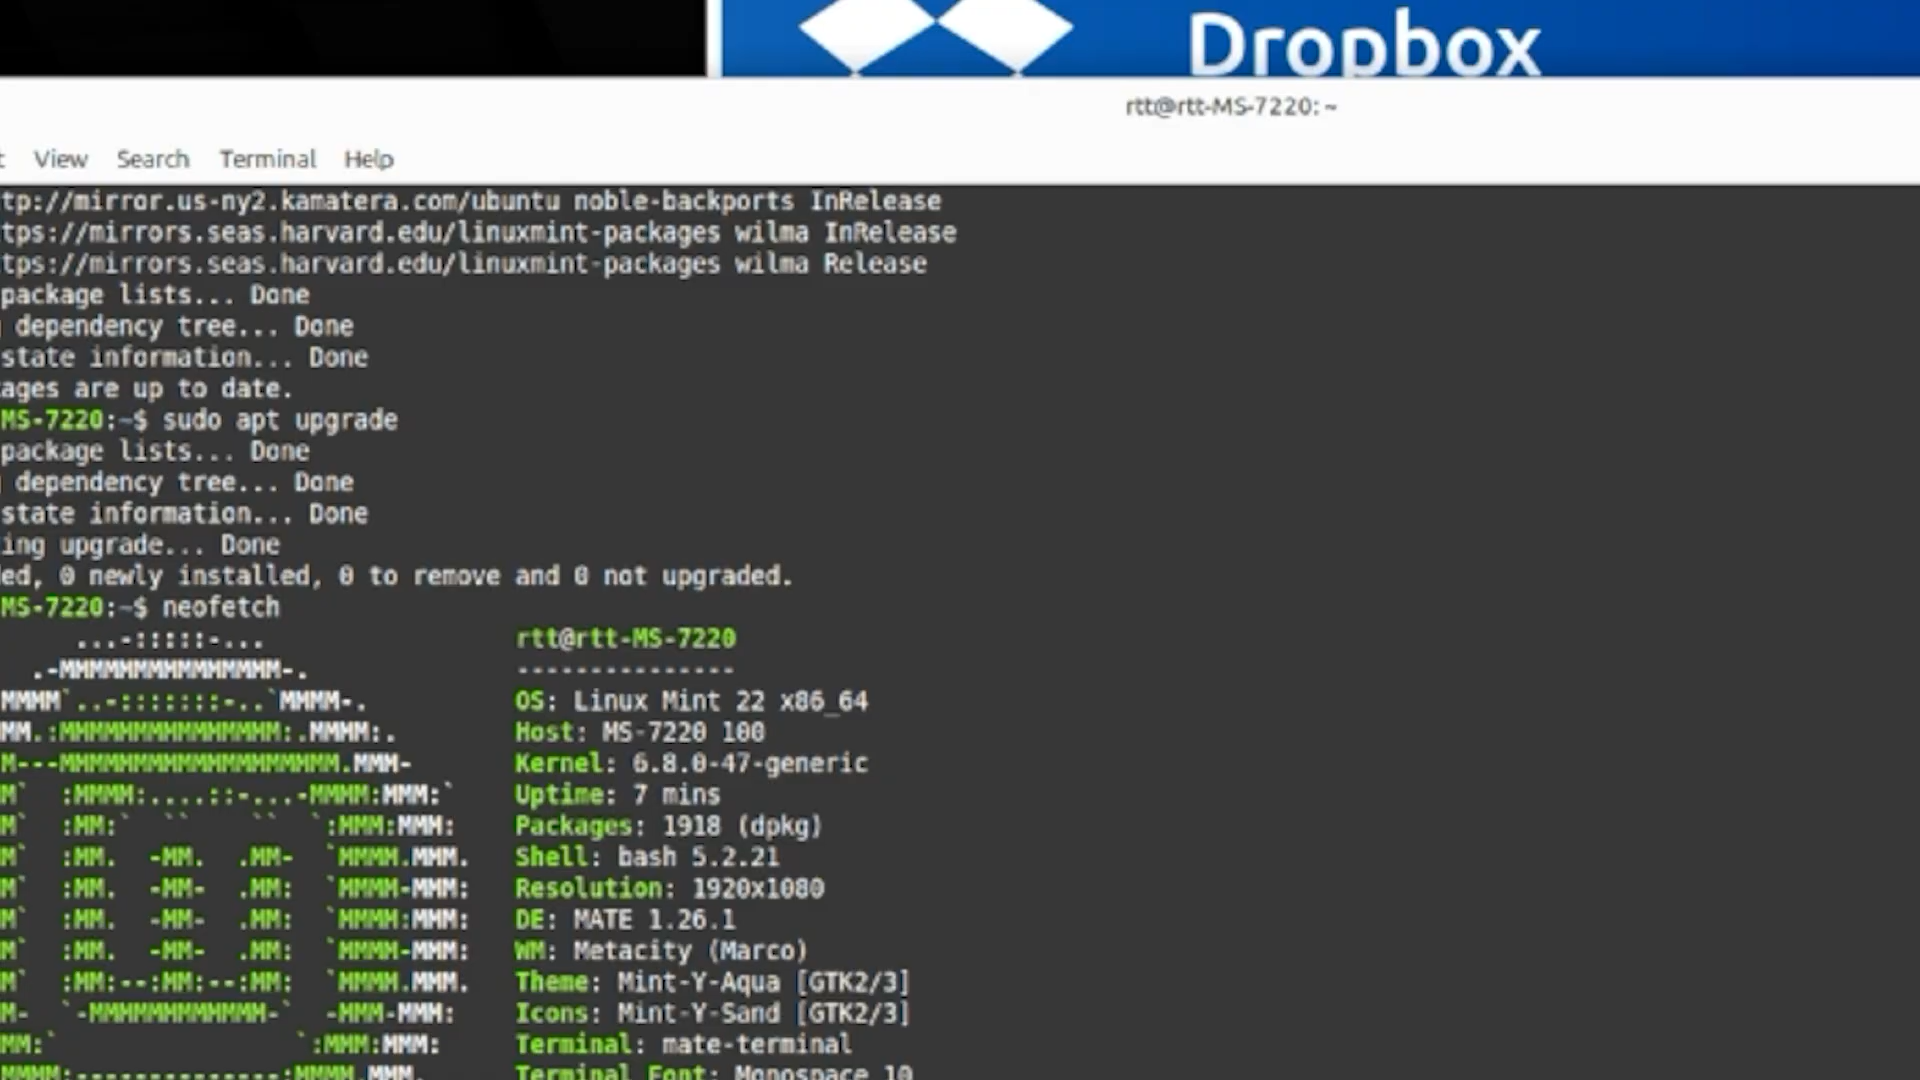 Dropbox
rtt@rtt-MS-7220: ~
View Search Terminal Help
tp://mirror.us-ny2.kamatera.com/ubuntu noble-backports InRelease
tps://mirrors.seas.harvard.edu/linuxmint-packages wilma InRelease
tps://mirrors.seas.harvard.edu/linuxmint-packages wilma Release
package lists... Done
dependency tree... Done
state information... Done
ages are up to date.
MS-7220:~$ sudo apt upgrade
package lists... Done
dependency tree... Done
state information... Done
ing upgrade... Done
ed, 0 newly installed, 0 to remove and 0 not upgraded.
MS-7220:~$ neofetch
rtt@rtt-MS-7220
---------------
OS: Linux Mint 22 x86_64
Host: MS-7220 100
Kernel: 6.8.0-47-generic
Uptime: 7 mins
Packages: 1918 (dpkg)
Shell: bash 5.2.21
Resolution: 1920x1080
DE: MATE 1.26.1
WM: Metacity (Marco)
Theme: Mint-Y-Aqua [GTK2/3]
Icons: Mint-Y-Sand [GTK2/3]
Terminal: mate-terminal
Terminal Font: Monospace 10